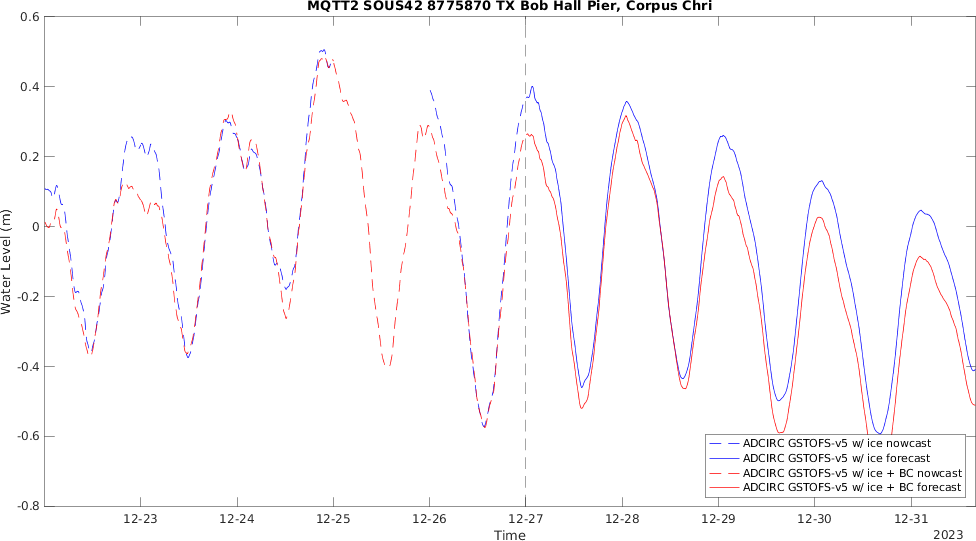 MQTT2 SOUS42 8775870 TX Bob Hall Pier, Corpus Chri
0.6
0.4
0.2
0
-0.2
-0.4
-0.6
-0.8
Water Level (m)
12-23
12-24
12-25
12-26
12-27
12-28
12-29
12-30
12-31
Time
2023
ADCIRC GSTOFS-v5 w/ ice nowcast
ADCIRC GSTOFS-v5 w/ ice forecast
ADCIRC GSTOFS-v5 w/ ice + BC nowcast
ADCIRC GSTOFS-v5 w/ ice + BC forecast